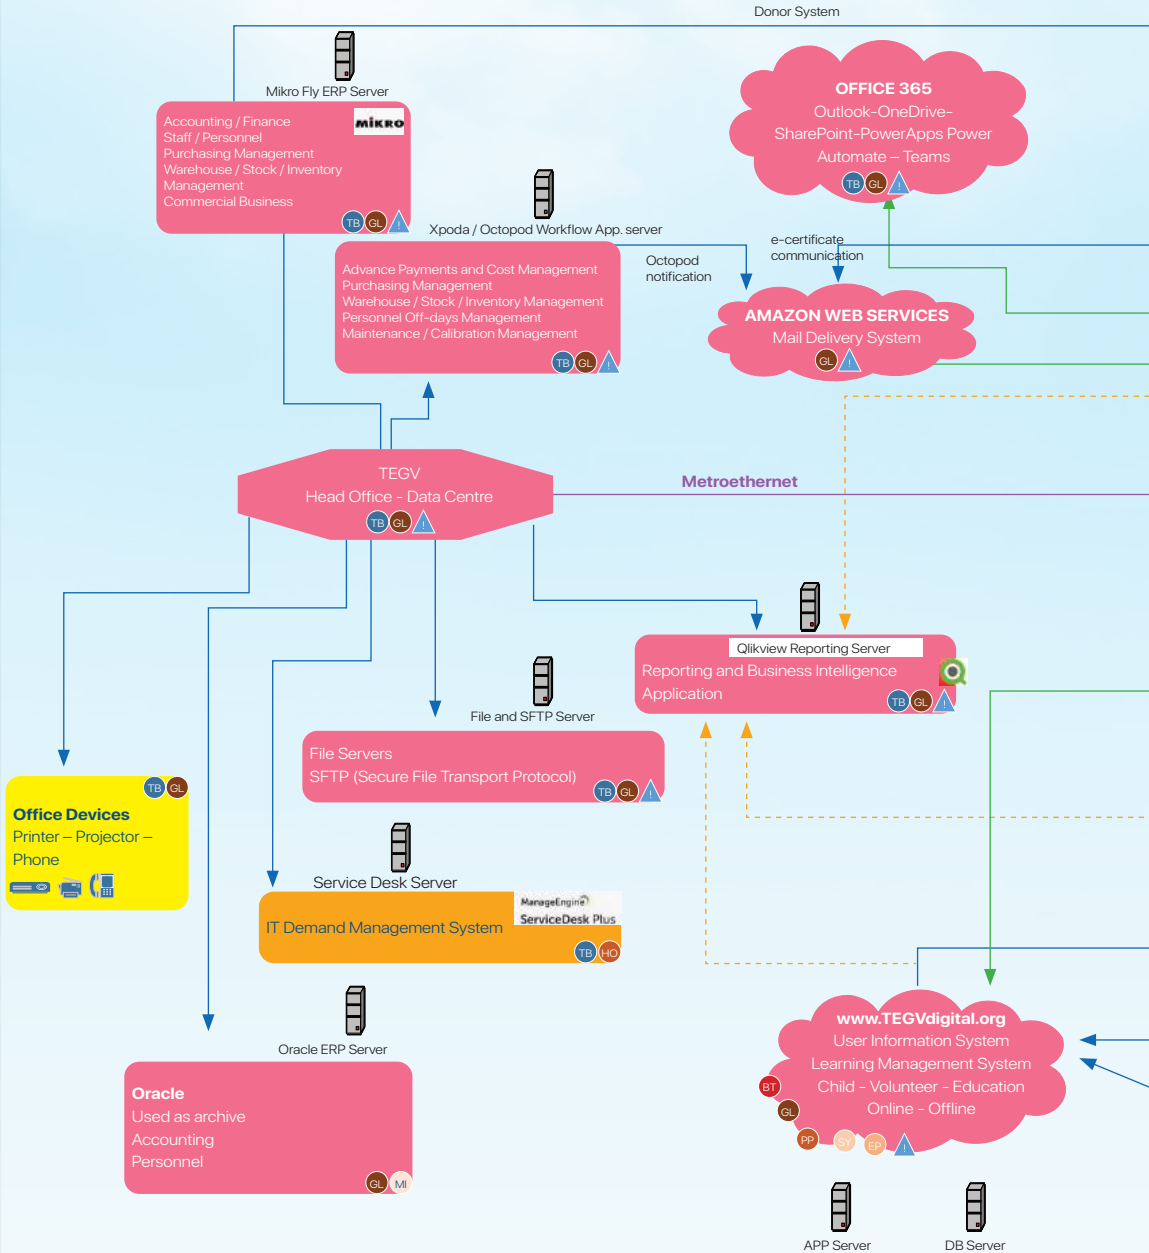 Donor System
Mikro Fly ERP Server
MİKRO
Accounting / Finance
Staff / Personnel
Purchasing Management
Warehouse / Stock / Inventory
Management
Commercial Business
TB GL !
OFFICE 365
Outlook-OneDrive-
SharePoint-PowerApps Power
Automate – Teams
TB GL !
Xpoda / Octopod Workflow App. server
Advance Payments and Cost Management
Purchasing Management
Warehouse / Stock / Inventory Management
Personnel Off-days Management
Maintenance / Calibration Management
TB GL !
Octopod
notification
e-certificate
communication
AMAZON WEB SERVICES
Mail Delivery System
GL !
TEGV
Head Office - Data Centre
TB GL !
Metroethernet
Qlikview Reporting Server
Reporting and Business Intelligence
Application
TB GL !
File and SFTP Server
File Servers
SFTP (Secure File Transport Protocol)
TB GL !
TB GL
Office Devices
Printer – Projector –
Phone
Service Desk Server
ManageEngine
ServiceDesk Plus
IT Demand Management System
TB HO
Oracle ERP Server
Oracle
Used as archive
Accounting
Personnel
GL MI
www.TEGVdigital.org
User Information System
Learning Management System
Child - Volunteer - Education
Online - Offline
BT
GL
PP SY EP !
APP Server
DB Server